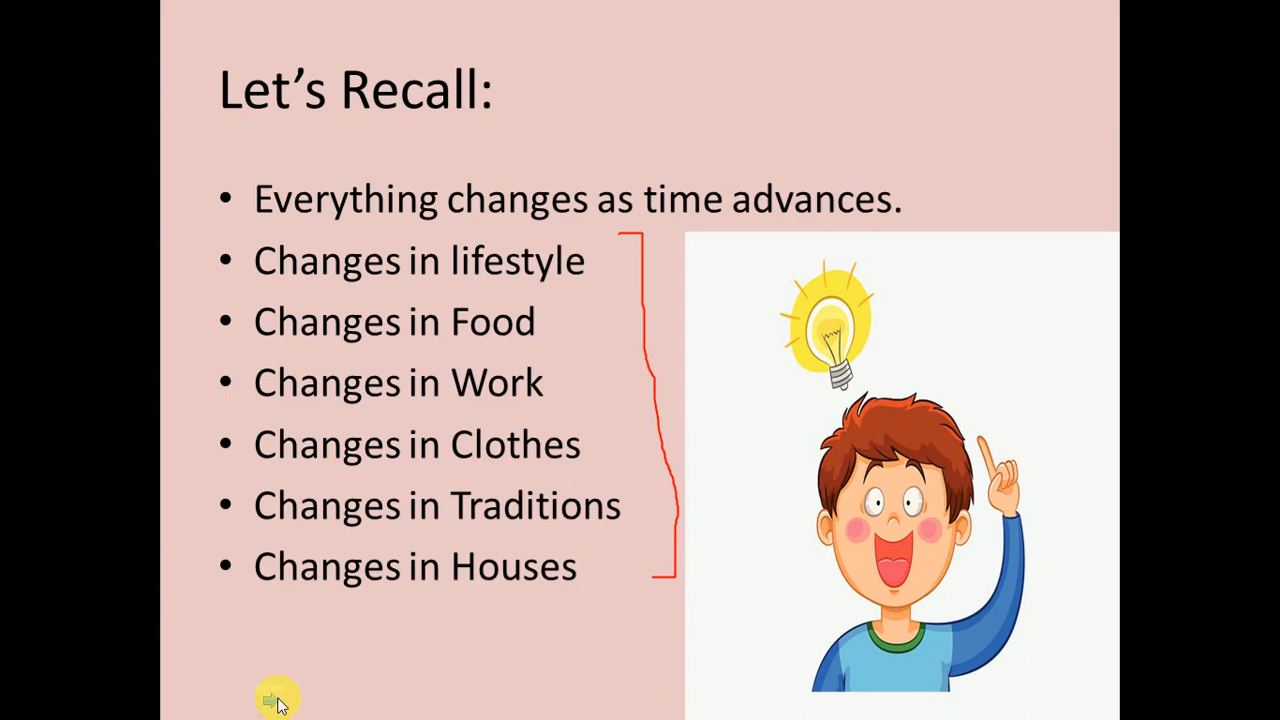 Let’s Recall:
• Everything changes as time advances.
• Changes in lifestyle
• Changes in Food
• Changes in Work
• Changes in Clothes
• Changes in Traditions
• Changes in Houses